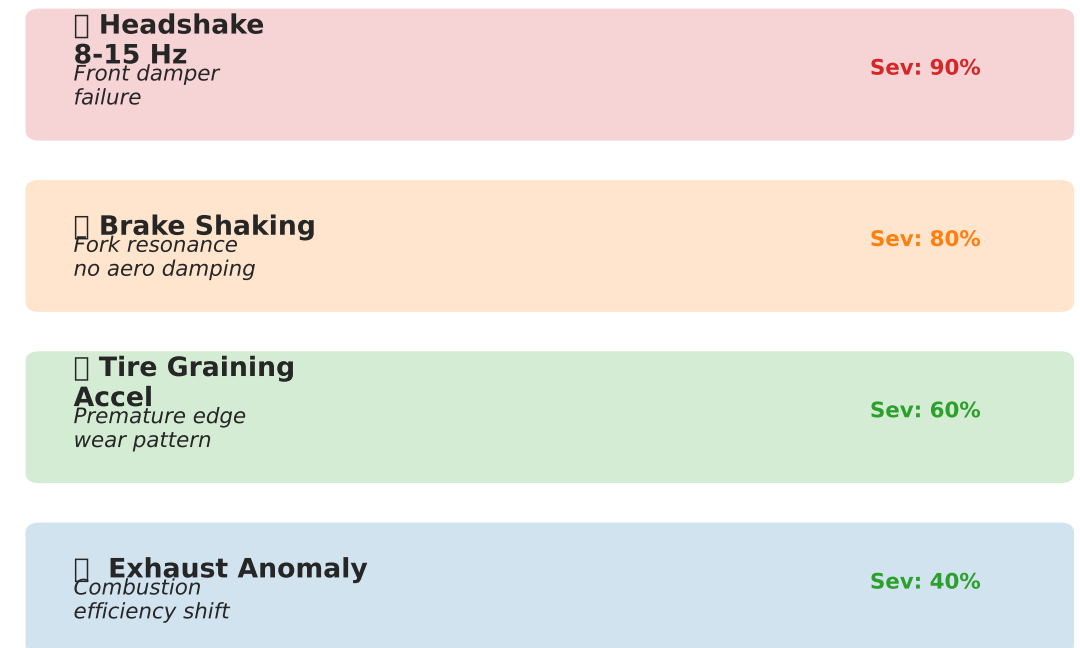 Headshake
8-15 Hz
Front damper
failure
Sev: 90%
Brake Shaking
Fork resonance
no aero damping
Sev: 80%
Tire Graining
Accel
Premature edge
wear pattern
Sev: 60%
Exhaust Anomaly
Combustion
efficiency shift
Sev: 40%